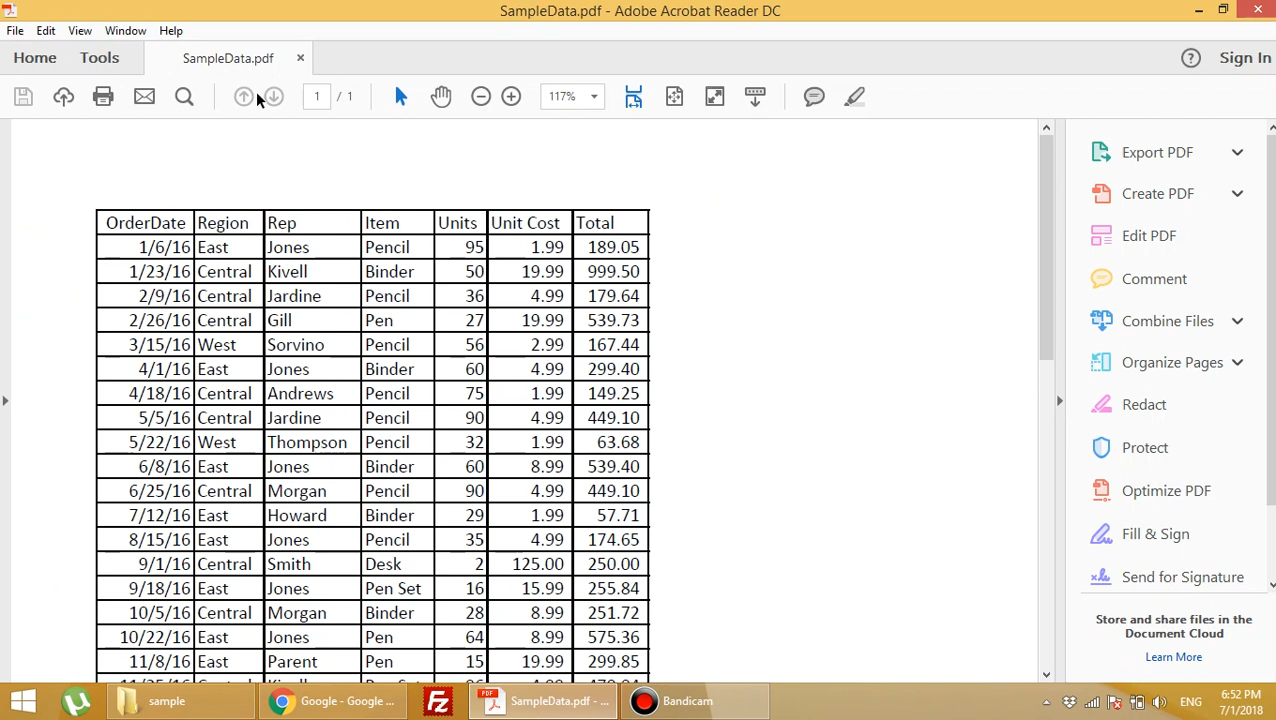 SampleData.pdf - Adobe Acrobat Reader DC
File Edit View Window Help
Home Tools SampleData.pdf × ? Sign In
1 / 1 117%
OrderDate Region Rep Item Units Unit Cost Total
1/6/16 East Jones Pencil 95 1.99 189.05
1/23/16 Central Kivell Binder 50 19.99 999.50
2/9/16 Central Jardine Pencil 36 4.99 179.64
2/26/16 Central Gill Pen 27 19.99 539.73
3/15/16 West Sorvino Pencil 56 2.99 167.44
4/1/16 East Jones Binder 60 4.99 299.40
4/18/16 Central Andrews Pencil 75 1.99 149.25
5/5/16 Central Jardine Pencil 90 4.99 449.10
5/22/16 West Thompson Pencil 32 1.99 63.68
6/8/16 East Jones Binder 60 8.99 539.40
6/25/16 Central Morgan Pencil 90 4.99 449.10
7/12/16 East Howard Binder 29 1.99 57.71
8/15/16 East Jones Pencil 35 4.99 174.65
9/1/16 Central Smith Desk 2 125.00 250.00
9/18/16 East Jones Pen Set 16 15.99 255.84
10/5/16 Central Morgan Binder 28 8.99 251.72
10/22/16 East Jones Pen 64 8.99 575.36
11/8/16 East Parent Pen 15 19.99 299.85
Export PDF
Create PDF
Edit PDF
Comment
Combine Files
Organize Pages
Redact
Protect
Optimize PDF
Fill & Sign
Send for Signature
Store and share files in the
Document Cloud
Learn More
sample Google - Google ... SampleData.pdf - ... Bandicam ENG
6:52 PM
7/1/2018